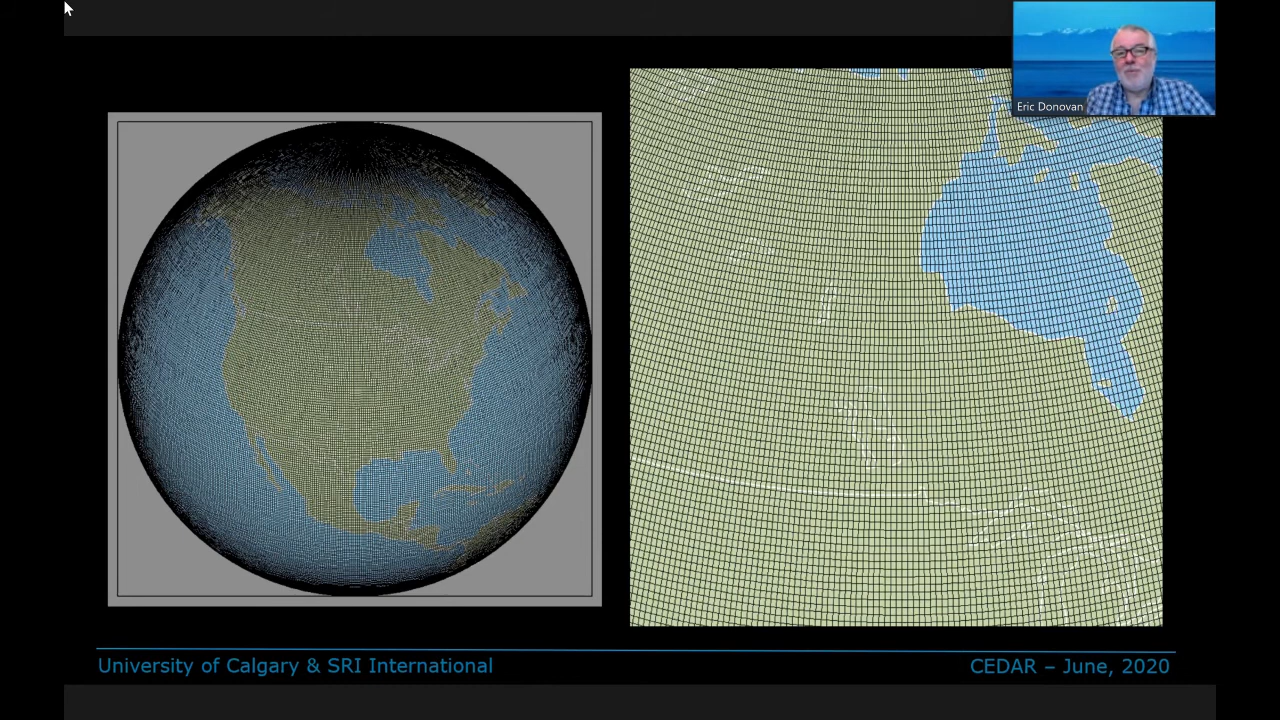 Eric Donovan
University of Calgary & SRI International
CEDAR – June, 2020